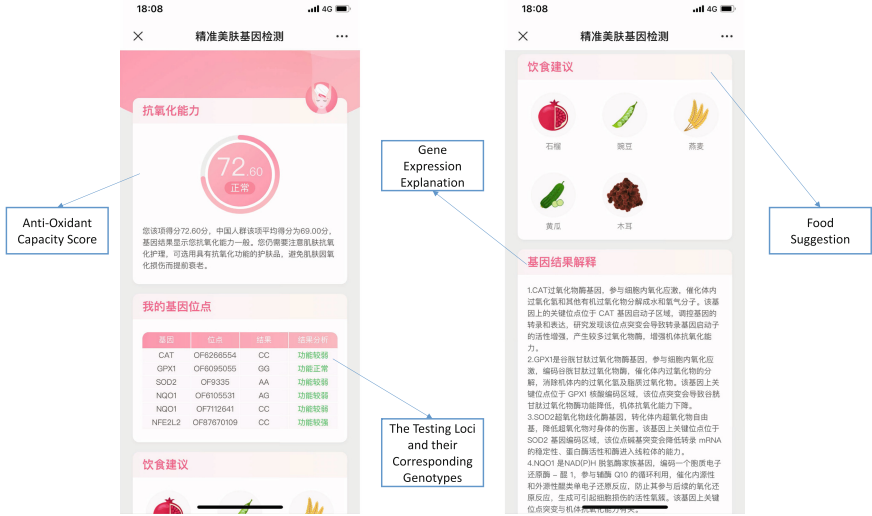 18:08
4G
精准美肤基因检测
抗氧化能力
72.60
正常
您该项得分72.60分，中国人群该项平均得分为69.00分，
基因结果显示您抗氧化能力一般。您仍需要注意肌肤抗氧
化护理，可选用具有抗氧化功能的护肤品，避免肌肤因氧
化损伤而提前衰老。
我的基因位点
基因 位点 结果 结果分析
CAT OF6266554 CC 功能较弱
GPX1 OF6095055 GG 功能正常
SOD2 OF9335 AA 功能较弱
NQO1 OF6105531 AG 功能较弱
NQO1 OF7112641 CC 功能较弱
NFE2L2 OF87670109 CC 功能较强
饮食建议
Anti-Oxidant
Capacity Score
Gene
Expression
Explanation
The Testing Loci
and their
Corresponding
Genotypes
18:08
4G
精准美肤基因检测
饮食建议
石榴 豌豆 燕麦
黄瓜 木耳
基因结果解释
1.CAT过氧化物酶基因，参与细胞内氧化应激，催化体内
过氧化氢和其他有机过氧化物分解成水和氧气分子。该基
因上的关键位点位于 CAT 基因启动子区域，调控基因的
转录和表达，研究发现该位点突变会导致转录基因启动子
的活性增强，产生较多过氧化物酶，增强机体抗氧化能
力。
2.GPX1是谷胱甘肽过氧化物酶基因，参与细胞内氧化应
激，编码谷胱甘肽过氧化物酶，催化体内过氧化物的分
解，消除机体内的过氧化氢及脂质过氧化物。该基因上关
键位点位于 GPX1 核酸编码区域，该位点突变会导致谷胱
甘肽过氧化物酶功能降低，机体抗氧化能力下降。
3.SOD2超氧化物歧化酶基因，转化体内超氧化物自由
基，降低超氧化物对身体的伤害。该基因上关键位点位于
SOD2 基因编码区域，该位点碱基突变会降低转录 mRNA
的稳定性、蛋白酶活性和酶进入线粒体的能力。
4.NQO1 是NAD(P)H 脱氢酶家族基因，编码一个胞质电子
还原酶 – 醌 1，参与辅酶 Q10 的循环利用，催化内源性
和外源性醌类单电子还原反应，防止其参与后续的氧化还
原反应，生成可引起细胞损伤的活性氧簇。该基因上关键
位点突变与机体抗氧化能力有关。
Food
Suggestion